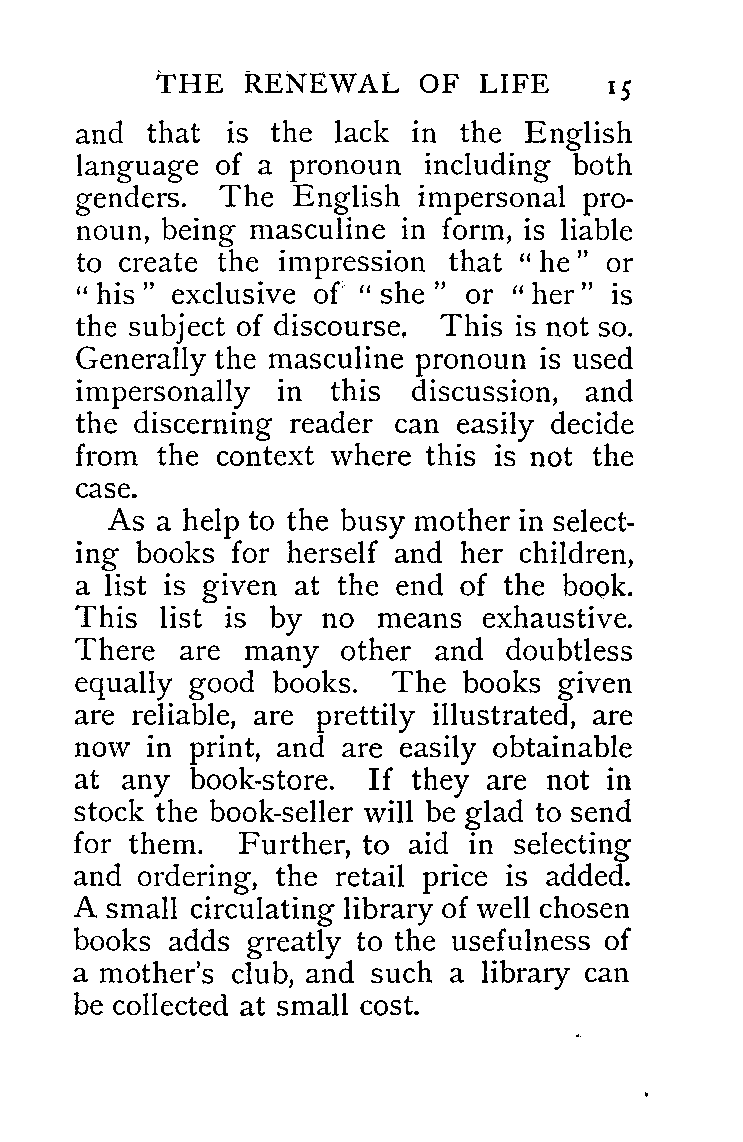 THE RENEWAL OF LIFE 15
and that is the lack in the English
language of a pronoun including both
genders. The English impersonal pro-
noun, being masculine in form, is liable
to create the impression that "he" or
"his" exclusive of "she" or "her" is
the subject of discourse. This is not so.
Generally the masculine pronoun is used
impersonally in this discussion, and
the discerning reader can easily decide
from the context where this is not the
case.
As a help to the busy mother in select-
ing books for herself and her children,
a list is given at the end of the book.
This list is by no means exhaustive.
There are many other and doubtless
equally good books. The books given
are reliable, are prettily illustrated, are
now in print, and are easily obtainable
at any book-store. If they are not in
stock the book-seller will be glad to send
for them. Further, to aid in selecting
and ordering, the retail price is added.
A small circulating library of well chosen
books adds greatly to the usefulness of
a mother's club, and such a library can
be collected at small cost.